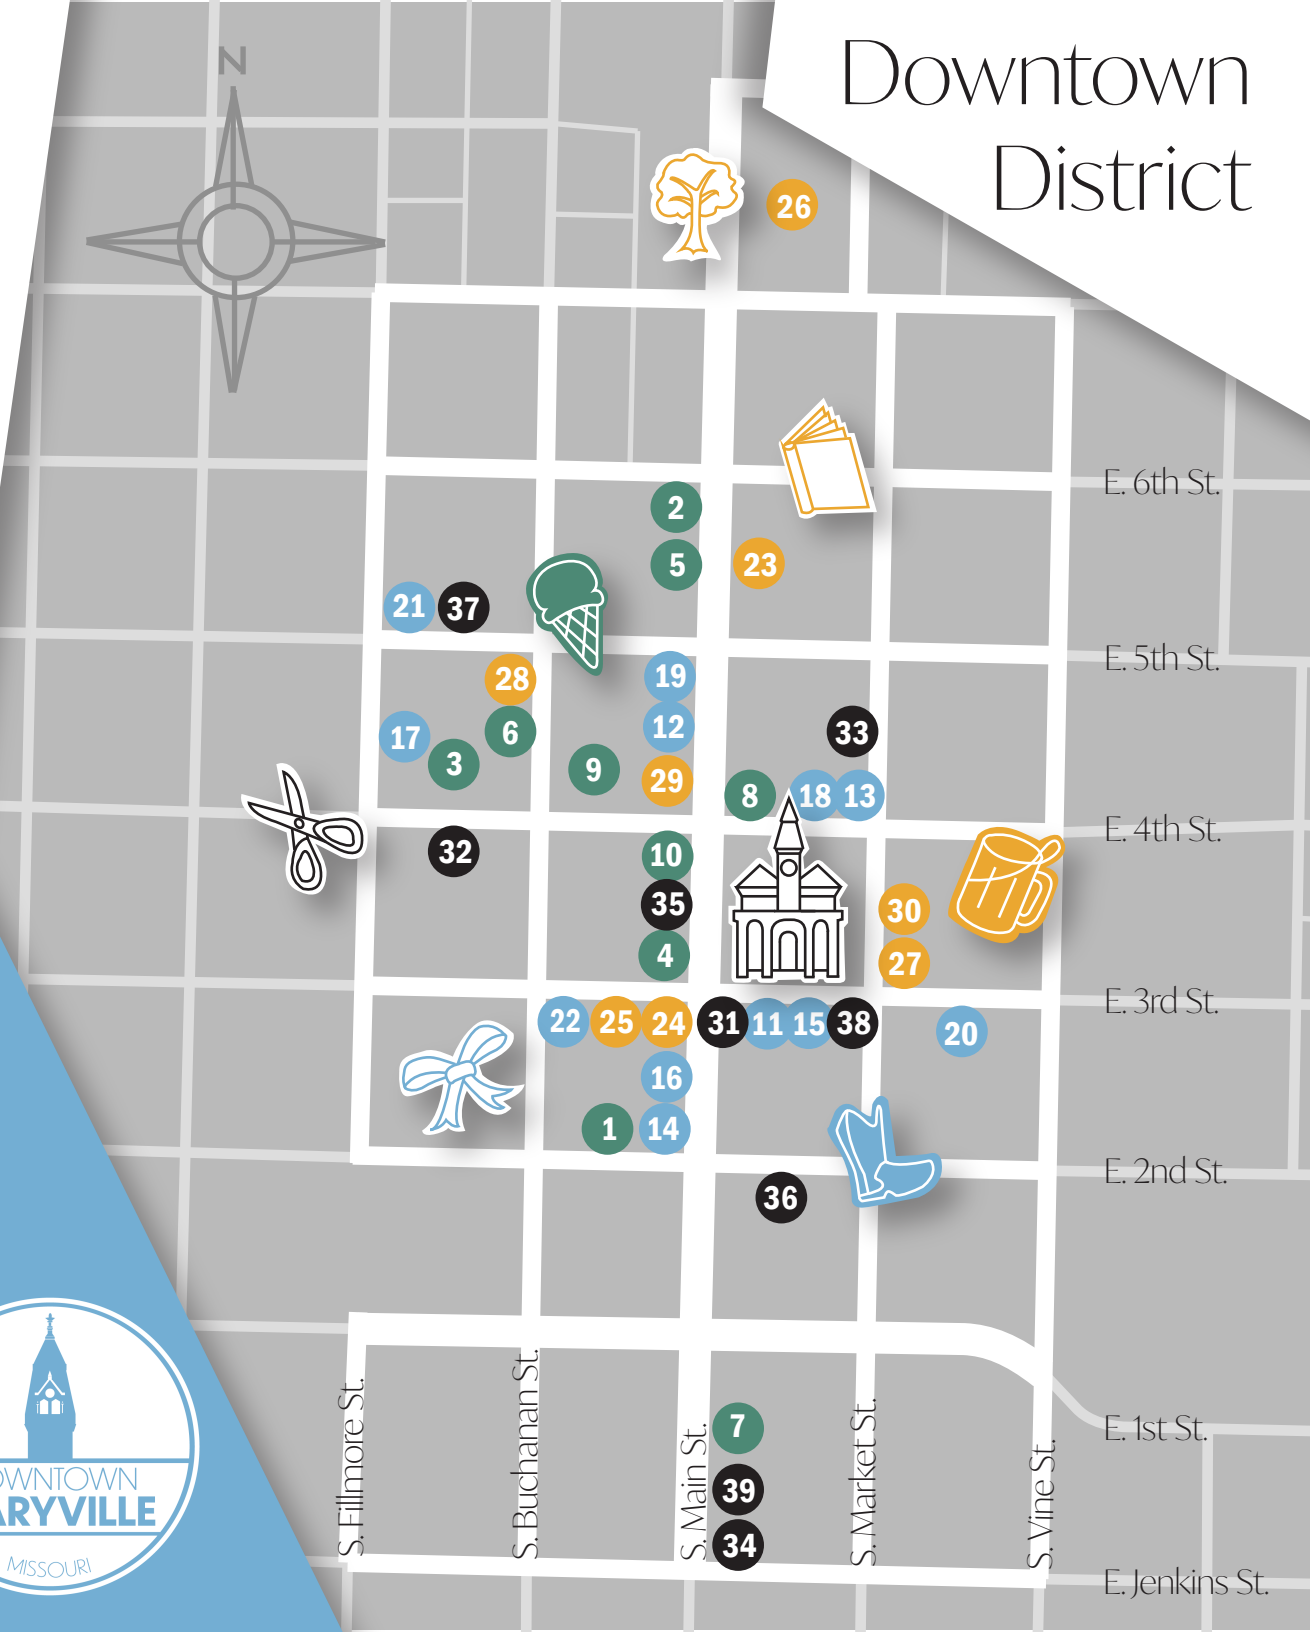 Downtown
District
N
26
E. 6th St.
2
5
23
21
37
E. 5th St.
28
19
12
33
17
6
3
9
29
8
18
13
E. 4th St.
32
10
35
30
4
27
E. 3rd St.
22
25
24
31
11
15
38
20
16
1
14
E. 2nd St.
36
S. Fillmore St.
S. Buchanan St.
S. Main St.
S. Market St.
S. Vine St.
7
E. 1st St.
39
34
E. Jenkins St.
OWNTOWN
ARYVILLE
MISSOURI